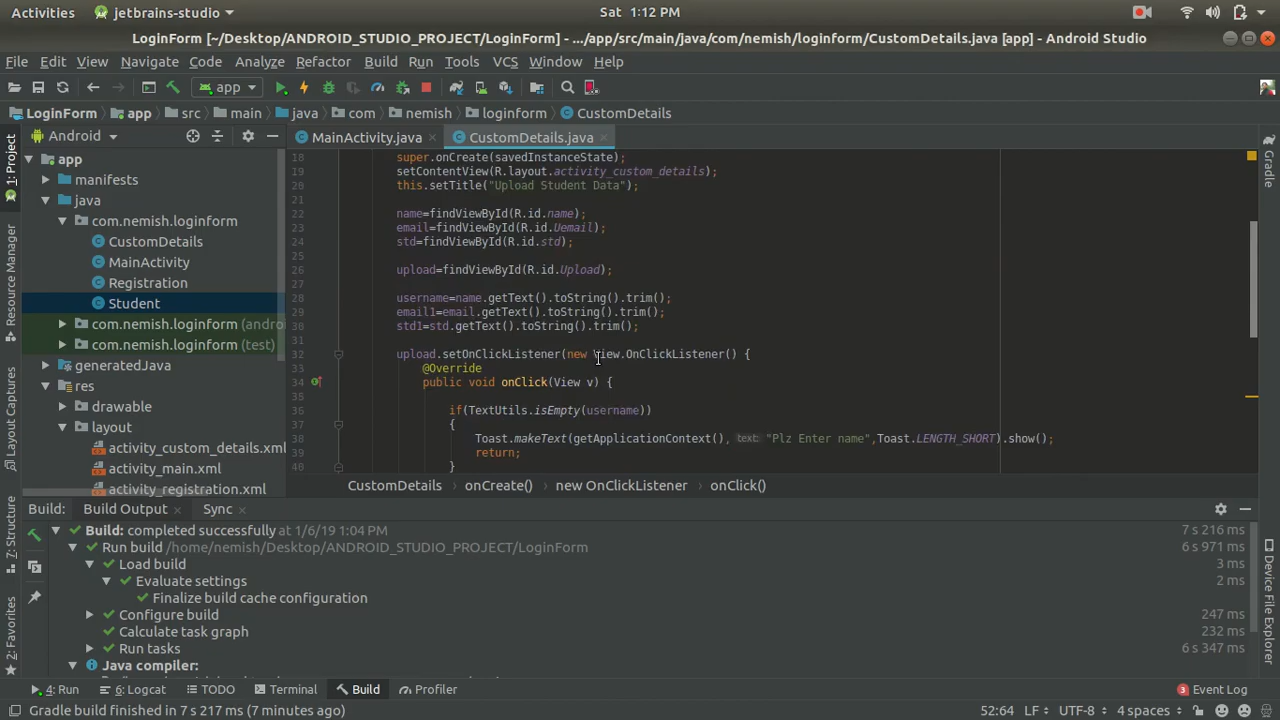 Activities jetbrains-studio Sat 1:12 PM
LoginForm [~/Desktop/ANDROID_STUDIO_PROJECT/LoginForm] - .../app/src/main/java/com/nemish/loginform/CustomDetails.java [app] - Android Studio
File Edit View Navigate Code Analyze Refactor Build Run Tools VCS Window Help
app
LoginForm app src main java com nemish loginform CustomDetails
Android MainActivity.java CustomDetails.java
1: Project
Resource Manager
Layout Captures
7: Structure
2: Favorites
app
manifests
java
com.nemish.loginform
CustomDetails
MainActivity
Registration
Student
com.nemish.loginform (andro
com.nemish.loginform (test)
generatedJava
res
drawable
layout
activity_custom_details.xml
activity_main.xml
activity_registration.xml
18 super.onCreate(savedInstanceState);
19 setContentView(R.layout.activity_custom_details);
20 this.setTitle("Upload Student Data");
21
22 name=findViewById(R.id.name);
23 email=findViewById(R.id.Uemail);
24 std=findViewById(R.id.std);
25
26 upload=findViewById(R.id.Upload);
27
28 username=name.getText().toString().trim();
29 email1=email.getText().toString().trim();
30 std1=std.getText().toString().trim();
31
32 upload.setOnClickListener(new View.OnClickListener() {
33 @Override
34 public void onClick(View v) {
35
36 if(TextUtils.isEmpty(username))
37 {
38 Toast.makeText(getApplicationContext(), text: "Plz Enter name",Toast.LENGTH_SHORT).show();
39 return;
40 }
CustomDetails onCreate() new OnClickListener onClick()
Gradle
Device File Explorer
Build: Build Output Sync
Build: completed successfully at 1/6/19 1:04 PM 7 s 216 ms
Run build /home/nemish/Desktop/ANDROID_STUDIO_PROJECT/LoginForm 6 s 971 ms
Load build 3 ms
Evaluate settings 2 ms
Finalize build cache configuration
Configure build 247 ms
Calculate task graph 232 ms
Run tasks 6 s 347 ms
Java compiler:
4: Run 6: Logcat TODO Terminal Build Profiler 3 Event Log
Gradle build finished in 7 s 217 ms (7 minutes ago) 52:64 LF UTF-8 4 spaces